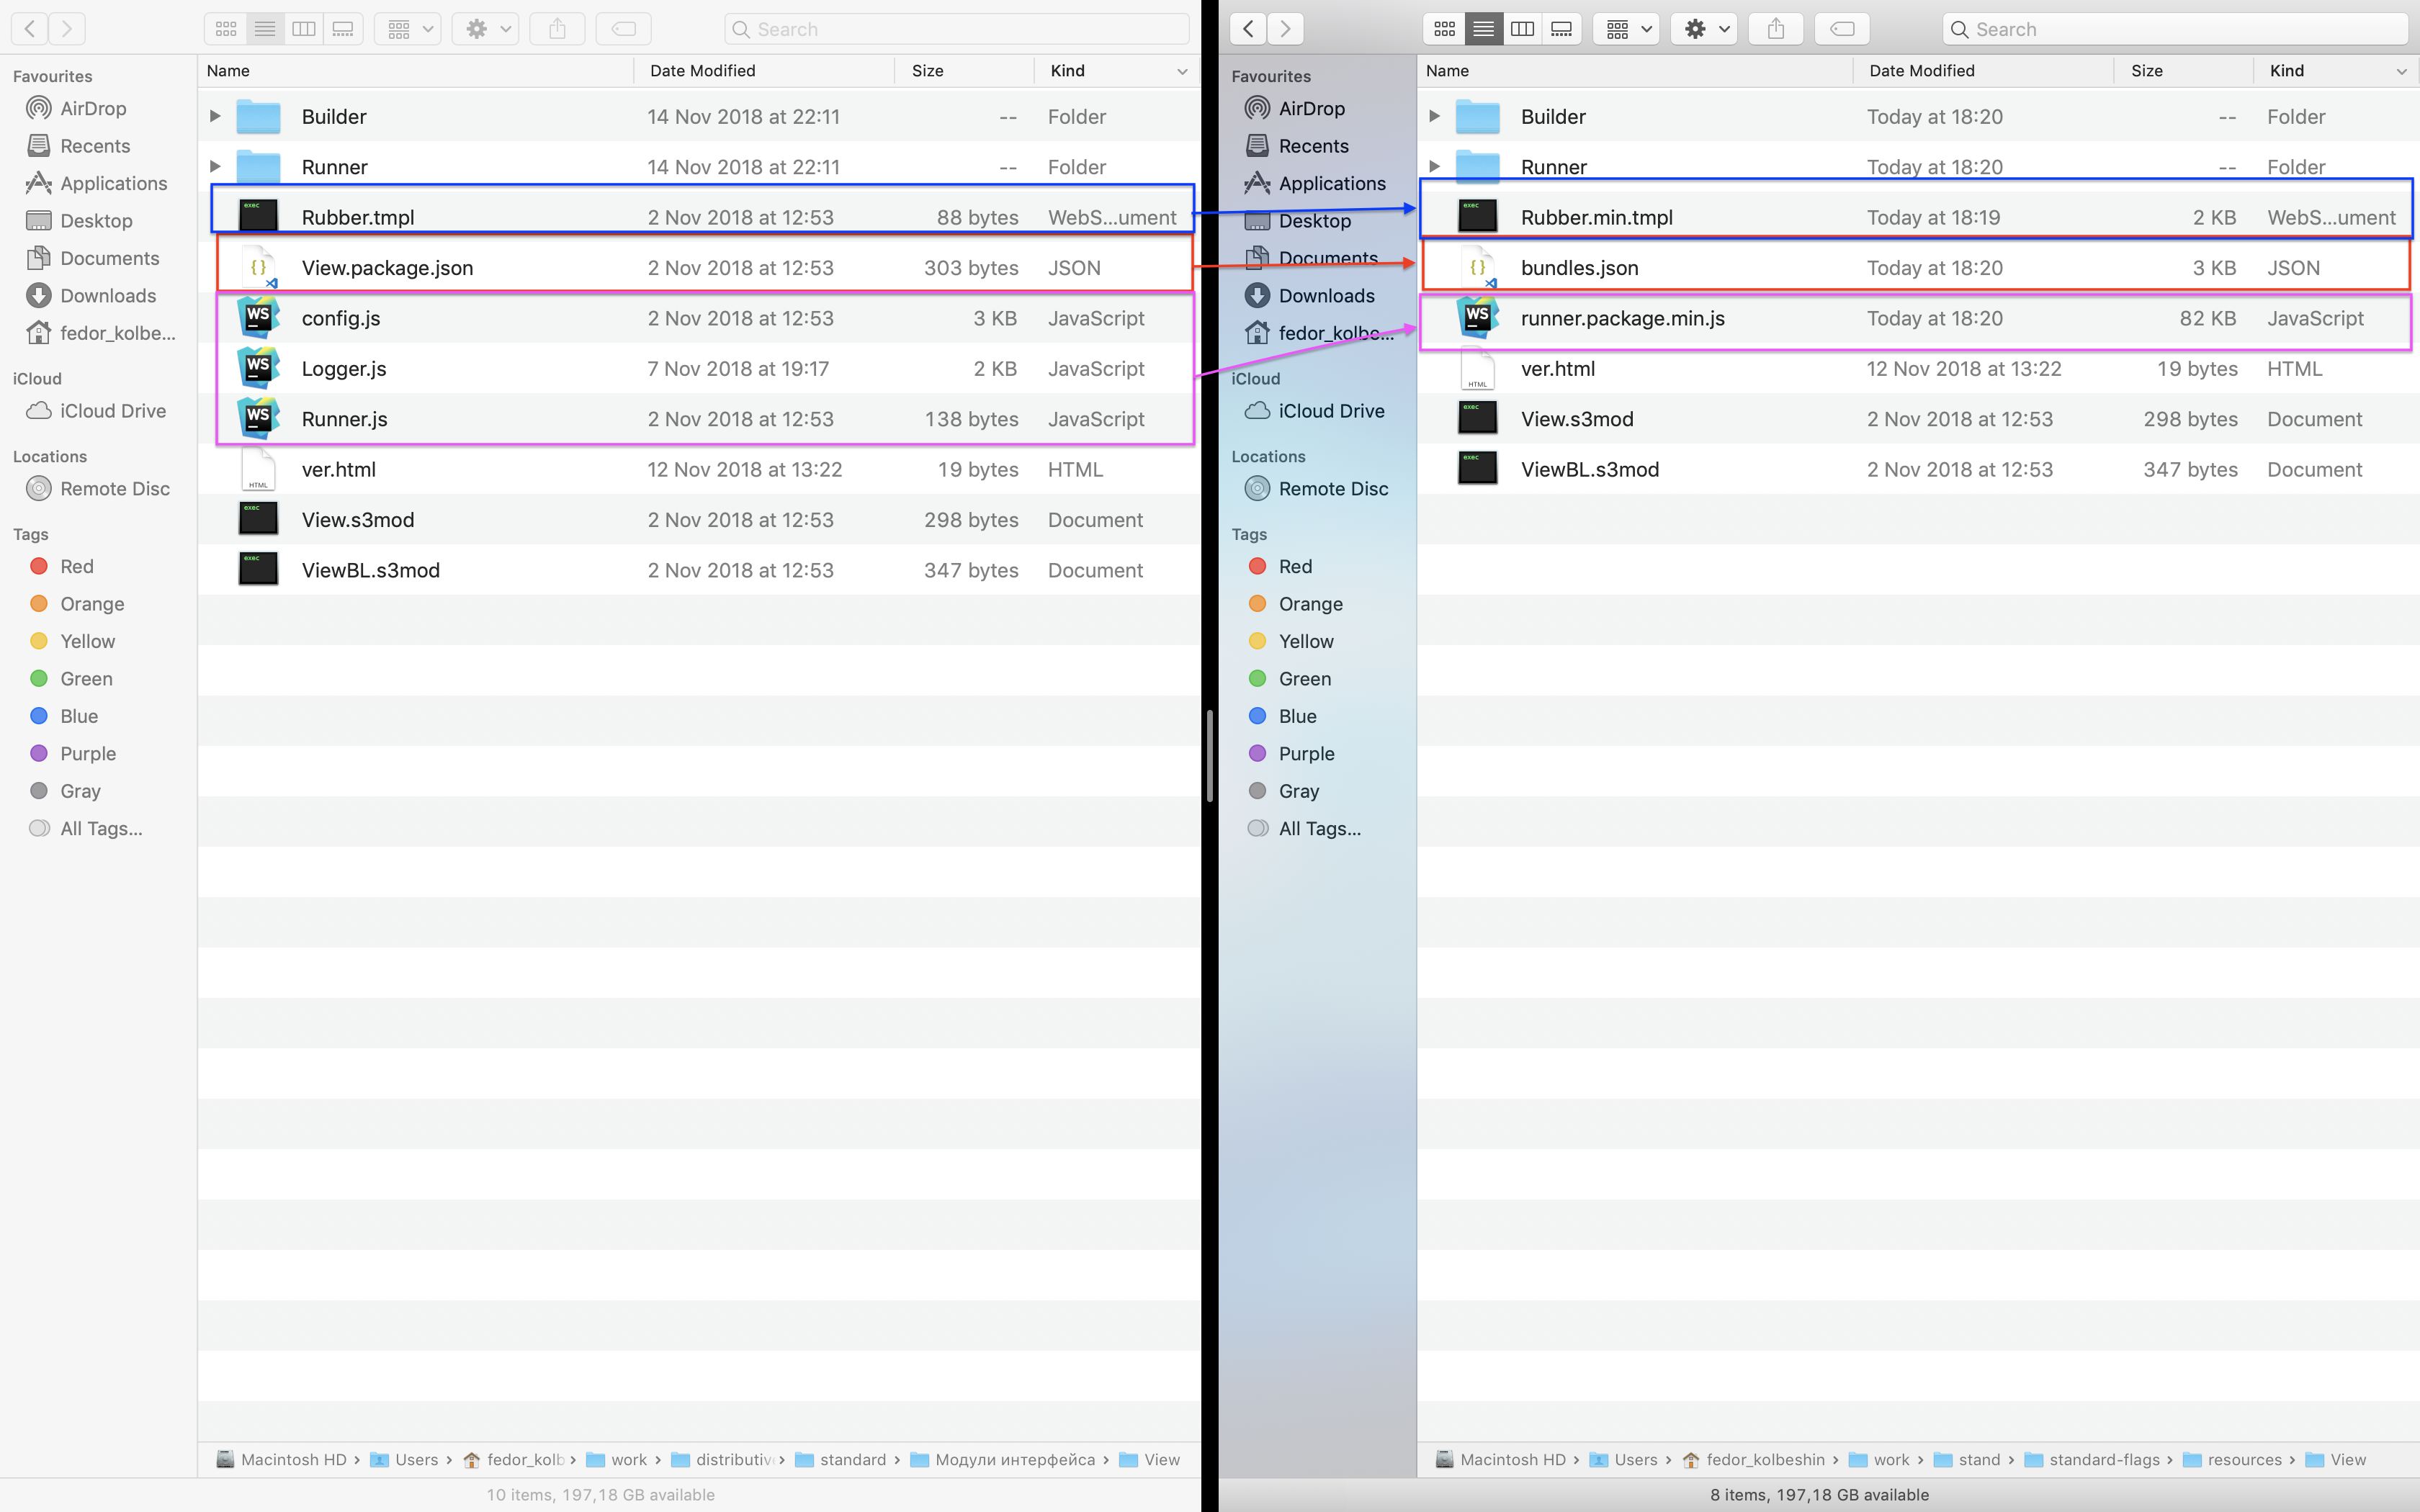 Search
Favourites
AirDrop
Recents
Applications
Desktop
Documents
Downloads
fedor_kolbe...
iCloud
iCloud Drive
Locations
Remote Disc
Tags
Red
Orange
Yellow
Green
Blue
Purple
Gray
All Tags...
Name Date Modified Size Kind
Builder 14 Nov 2018 at 22:11 -- Folder
Runner 14 Nov 2018 at 22:11 -- Folder
exec Rubber.tmpl 2 Nov 2018 at 12:53 88 bytes WebS...ument
{ } View.package.json 2 Nov 2018 at 12:53 303 bytes JSON
WS config.js 2 Nov 2018 at 12:53 3 KB JavaScript
WS Logger.js 7 Nov 2018 at 19:17 2 KB JavaScript
WS Runner.js 2 Nov 2018 at 12:53 138 bytes JavaScript
HTML ver.html 12 Nov 2018 at 13:22 19 bytes HTML
exec View.s3mod 2 Nov 2018 at 12:53 298 bytes Document
exec ViewBL.s3mod 2 Nov 2018 at 12:53 347 bytes Document
Macintosh HD › Users › fedor_kolb › work › distributiv › standard › Модули интерфейса › View
10 items, 197,18 GB available
Search
Favourites
AirDrop
Recents
Applications
Desktop
Documents
Downloads
fedor_kolbe...
iCloud
iCloud Drive
Locations
Remote Disc
Tags
Red
Orange
Yellow
Green
Blue
Purple
Gray
All Tags...
Name Date Modified Size Kind
Builder Today at 18:20 -- Folder
Runner Today at 18:20 -- Folder
exec Rubber.min.tmpl Today at 18:19 2 KB WebS...ument
{ } bundles.json Today at 18:20 3 KB JSON
WS runner.package.min.js Today at 18:20 82 KB JavaScript
HTML ver.html 12 Nov 2018 at 13:22 19 bytes HTML
exec View.s3mod 2 Nov 2018 at 12:53 298 bytes Document
exec ViewBL.s3mod 2 Nov 2018 at 12:53 347 bytes Document
Macintosh HD › Users › fedor_kolbeshin › work › stand › standard-flags › resources › View
8 items, 197,18 GB available